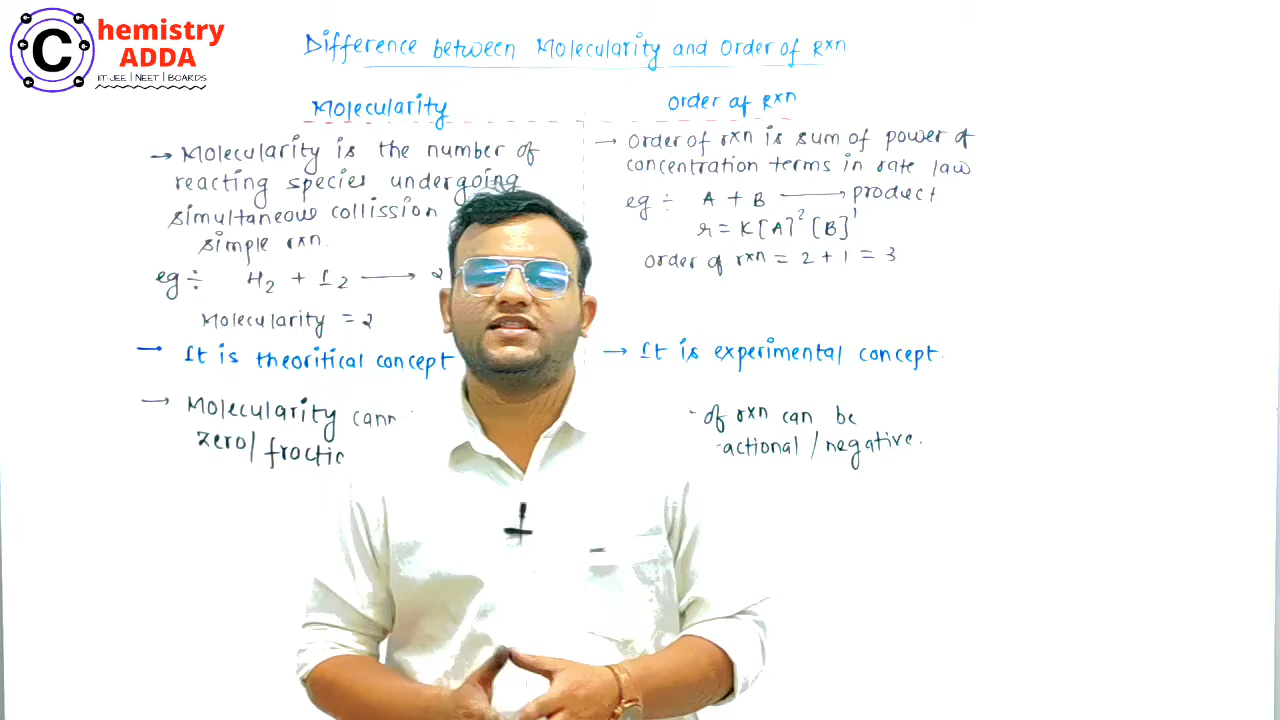 Chemistry
ADDA
IIT-JEE | NEET | BOARDS
Difference between Molecularity and Order of Rxn
Molecularity
→ Molecularity is the number of
reacting species undergoing
simultaneous collission
simple rxn.
eg ÷ H2 + I2 ⟶ 2
Molecularity = 2
→ It is theoritical concept
→ Molecularity cann
zero/ fractio
Order of Rxn
→ Order of rxn is sum of power of
concentration terms in rate law
eg ÷ A + B ⟶ product
r = K[A]² [B]¹
Order of rxn = 2 + 1 = 3
→ It is experimental concept.
of rxn can be
actional / negative.